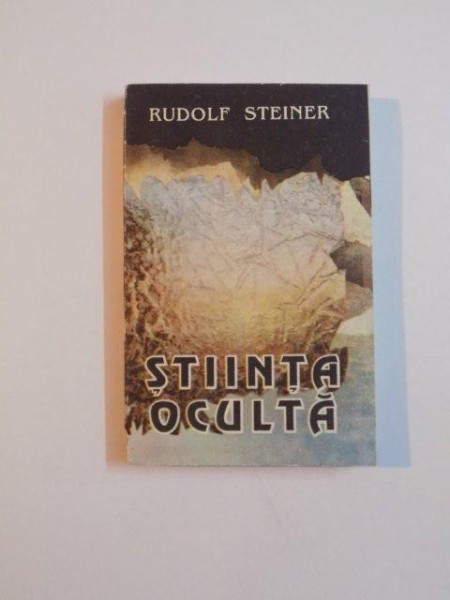 RUDOLF STEINER
ȘTIINȚA
OCULTĂ